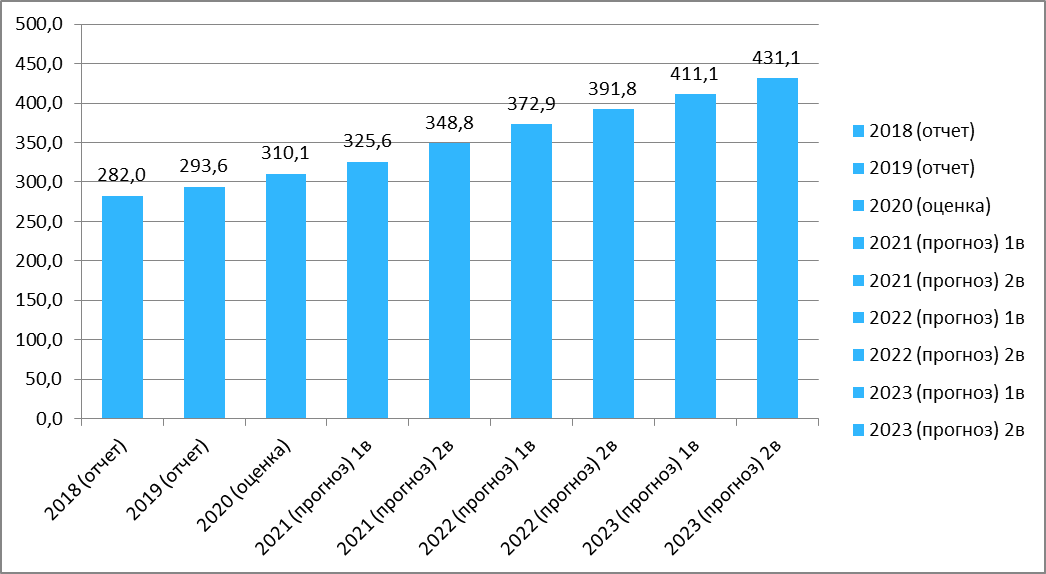 500,0
450,0
400,0
350,0
300,0
250,0
200,0
150,0
100,0
50,0
0,0
282,0
293,6
310,1
325,6
348,8
372,9
391,8
411,1
431,1
2018 (отчет)
2019 (отчет)
2020 (оценка)
2021 (прогноз) 1в
2021 (прогноз) 2в
2022 (прогноз) 1в
2022 (прогноз) 2в
2023 (прогноз) 1в
2023 (прогноз) 2в
2018 (отчет)
2019 (отчет)
2020 (оценка)
2021 (прогноз) 1в
2021 (прогноз) 2в
2022 (прогноз) 1в
2022 (прогноз) 2в
2023 (прогноз) 1в
2023 (прогноз) 2в